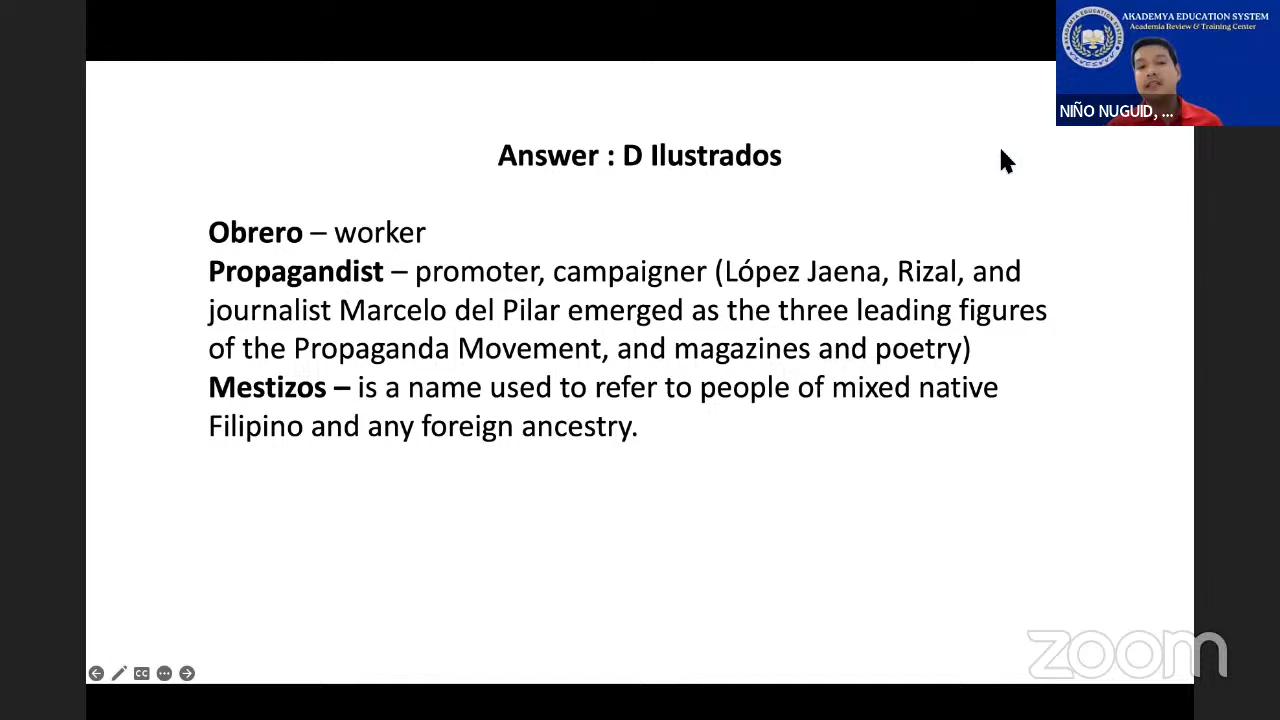 AKADEMYA EDUCATION SYSTEM
Academia Review & Training Center
NIÑO NUGUID, ...
Answer : D Ilustrados
Obrero – worker
Propagandist – promoter, campaigner (López Jaena, Rizal, and
journalist Marcelo del Pilar emerged as the three leading figures
of the Propaganda Movement, and magazines and poetry)
Mestizos – is a name used to refer to people of mixed native
Filipino and any foreign ancestry.
CC
zoom